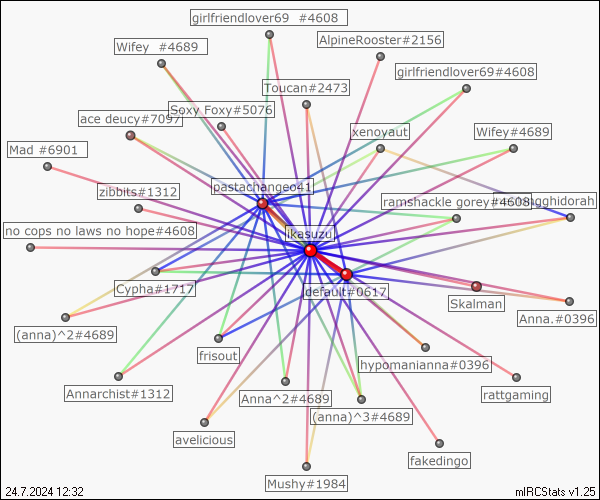 girlfriendlover69 #4608
Wifey #4689
AlpineRooster#2156
girlfriendlover69#4608
Toucan#2473
Soxy Foxy#5076
ace deucy#7097
xenoyaut
Wifey#4689
Mad #6901
pastachangeo41
zibbits#1312
ramshackle gorey#4608
gghidorah
no cops no laws no hope#4608
ikasuzu
Cypha#1717
default#0617
Skalman
Anna.#0396
(anna)^2#4689
frisout
hypomanianna#0396
Annarchist#1312
Anna^2#4689
rattgaming
(anna)^3#4689
avelicious
fakedingo
Mushy#1984
24.7.2024 12:32
mIRCStats v1.25